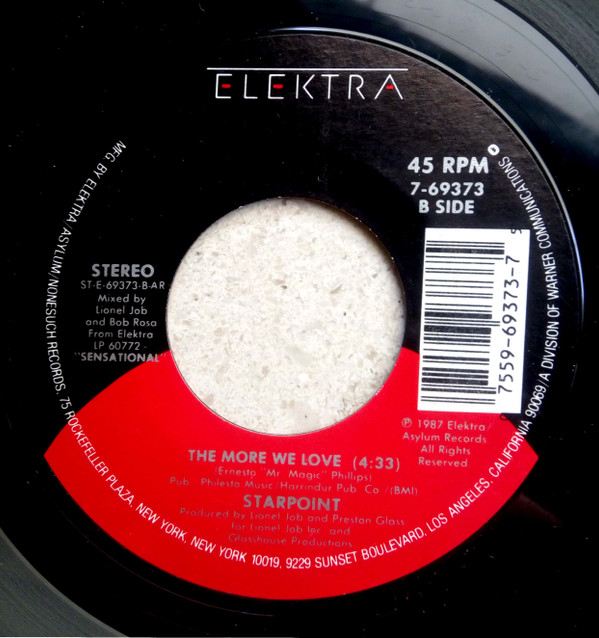 ELEKTRA
45 RPM
7-69373
B SIDE
STEREO
ST-E-69373-B-AR
Mixed by
Lionel Job
and Bob Rosa
From Elektra
LP 60772 -
"SENSATIONAL"
7559-69373-7
5
℗ 1987 Elektra/
Asylum Records
All Rights
Reserved
THE MORE WE LOVE (4:33)
(Ernesto "Mr. Magic" Phillips)
Pub: Philesto Music/Harrindur Pub. Co./(BMI)
STARPOINT
Produced by Lionel Job and Preston Glass
for Lionel Job Inc. and
Glasshouse Productions
MFG BY ELEKTRA/ASYLUM/NONESUCH RECORDS, 75 ROCKEFELLER PLAZA, NEW YORK, NEW YORK 10019, 9229 SUNSET BOULEVARD, LOS ANGELES, CALIFORNIA 90069/A DIVISION OF WARNER COMMUNICATIONS